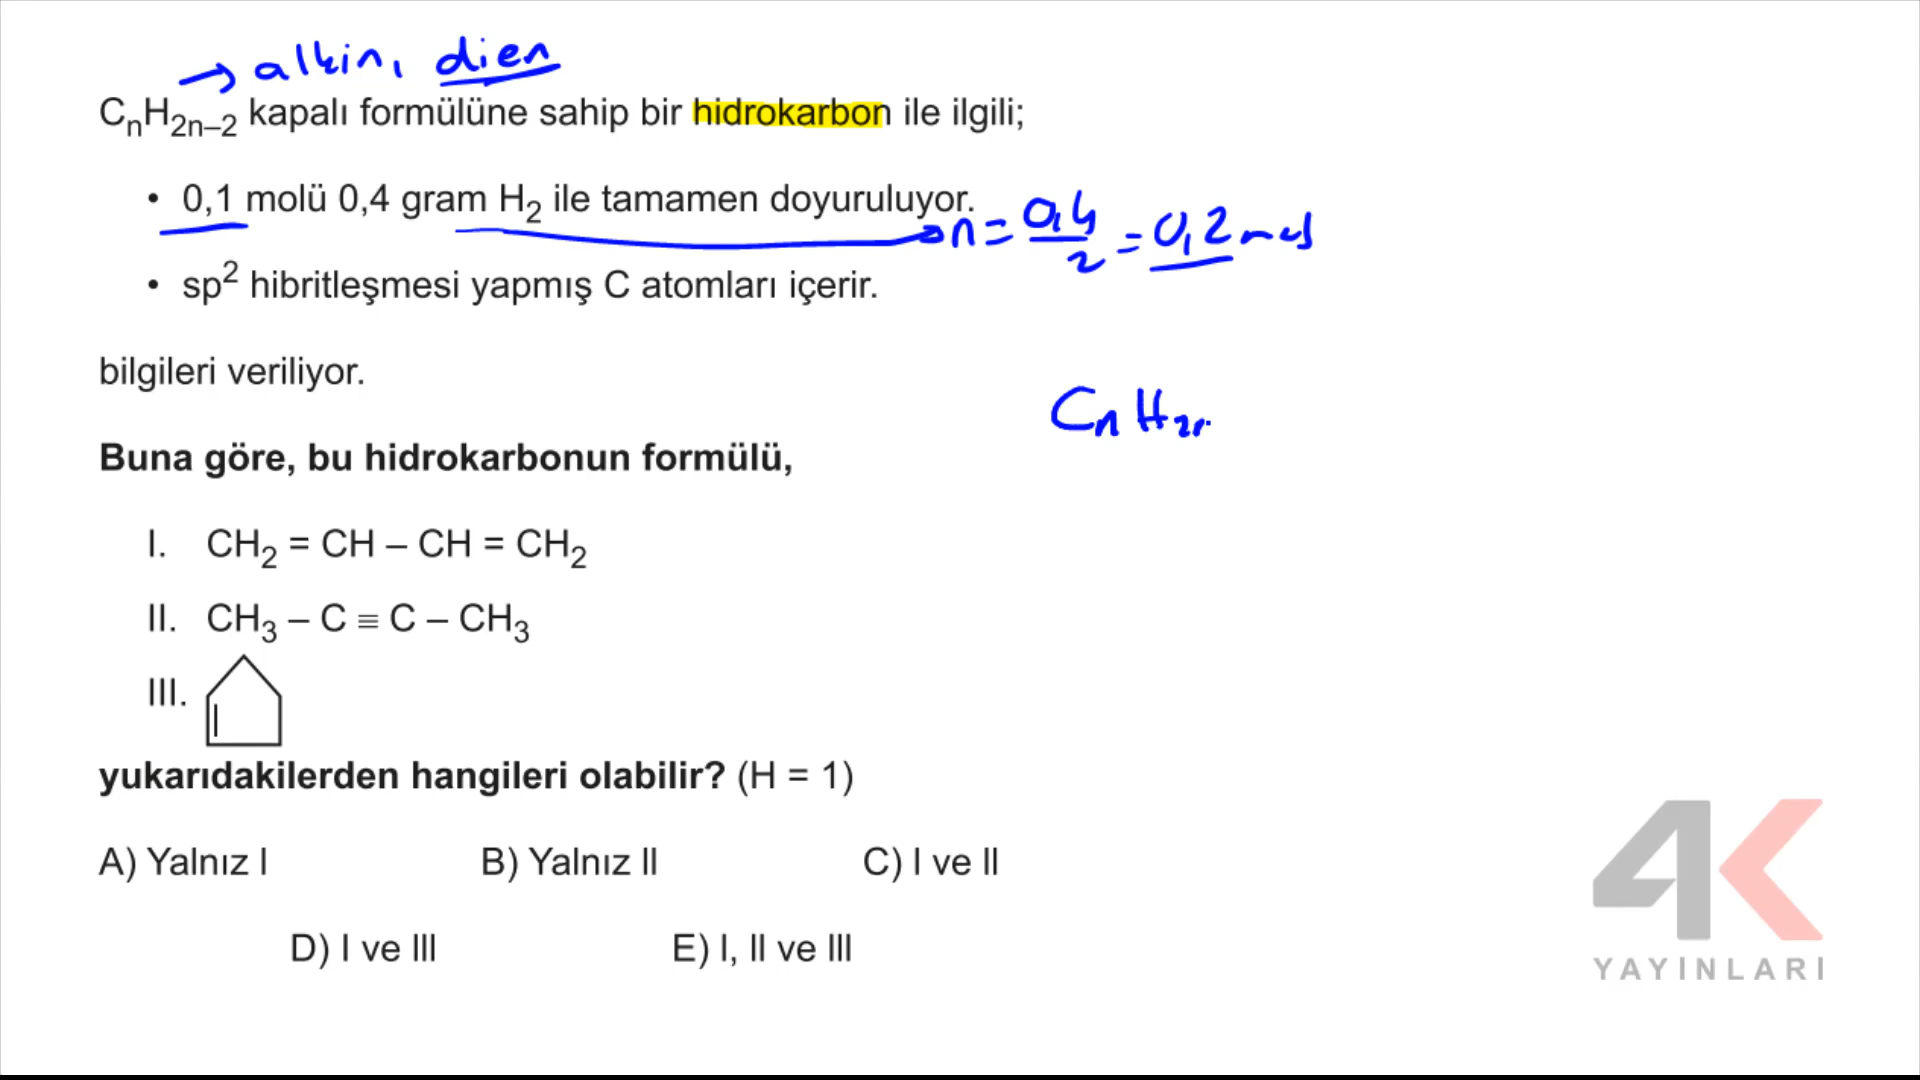 → alkin, dien
CnH2n–2 kapalı formülüne sahip bir hidrokarbon ile ilgili;
• 0,1 molü 0,4 gram H2 ile tamamen doyuruluyor.
n = 0,4/2 = 0,2 mol
• sp² hibritleşmesi yapmış C atomları içerir.
bilgileri veriliyor.
CnH2n
Buna göre, bu hidrokarbonun formülü,
I. CH2 = CH – CH = CH2
II. CH3 – C ≡ C – CH3
III.
yukarıdakilerden hangileri olabilir? (H = 1)
A) Yalnız I B) Yalnız II C) I ve II
D) I ve III E) I, II ve III
4K
YAYINLARI